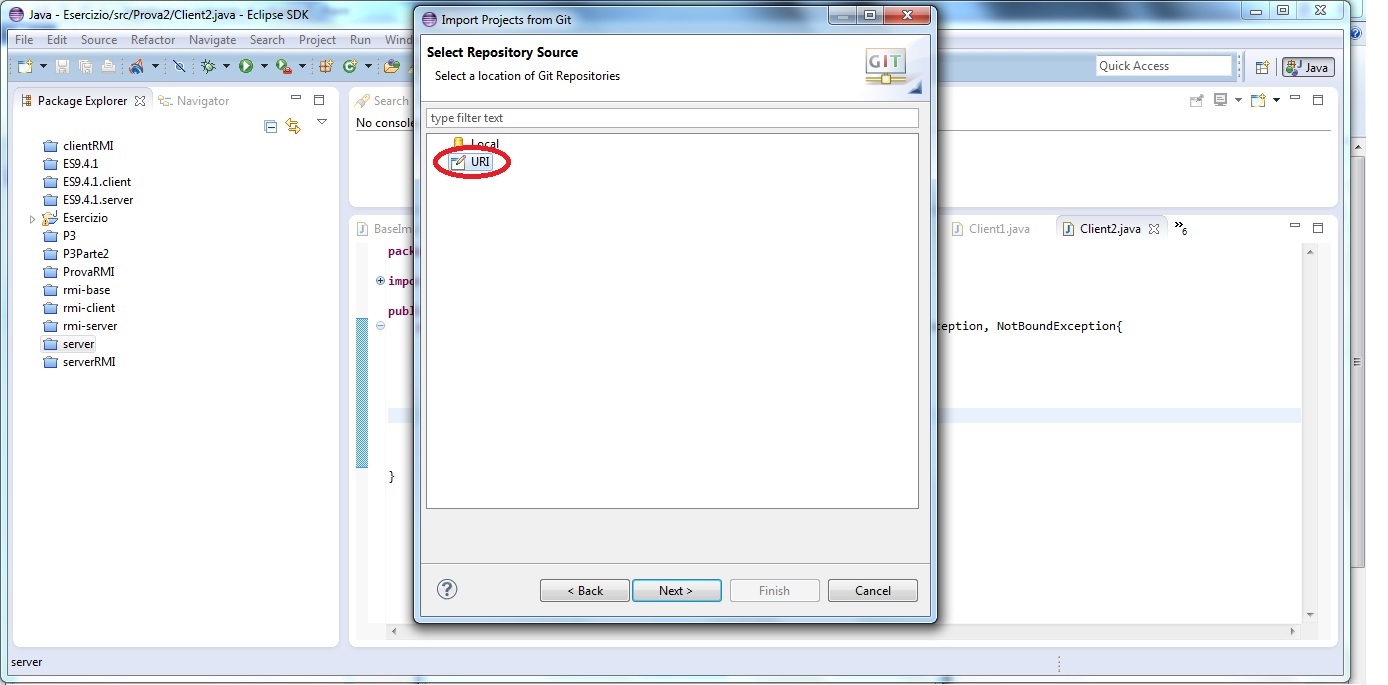 Java - Esercizio/src/Prova2/Client2.java - Eclipse SDK
File Edit Source Refactor Navigate Search Project Run Wind
Quick Access
Java
Package Explorer
Navigator
clientRMI
ES9.4.1
ES9.4.1.client
ES9.4.1.server
Esercizio
P3
P3Parte2
ProvaRMI
rmi-base
rmi-client
rmi-server
server
serverRMI
Search
No console
BaseIm
Client1.java
Client2.java
6
pack
impo
publ
eption, NotBoundException{
}
Import Projects from Git
Select Repository Source
Select a location of Git Repositories
GIT
type filter text
Local
URI
< Back
Next >
Finish
Cancel
server